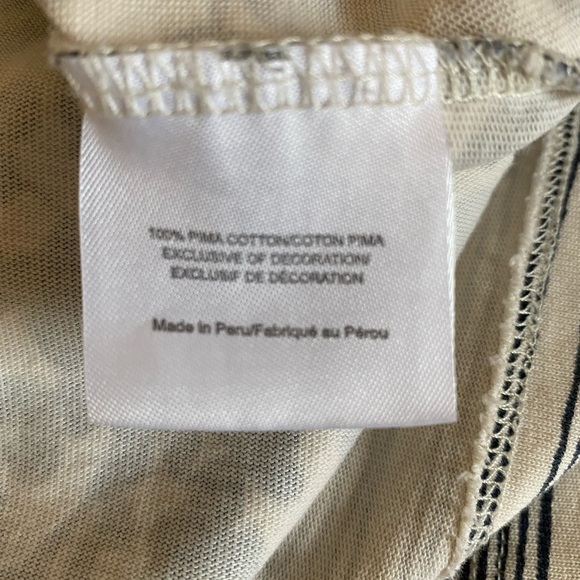 100% PIMA COTTON/COTON PIMA
EXCLUSIVE OF DECORATION/
EXCLUSIF DE DÉCORATION
Made in Peru/Fabriqué au Pérou